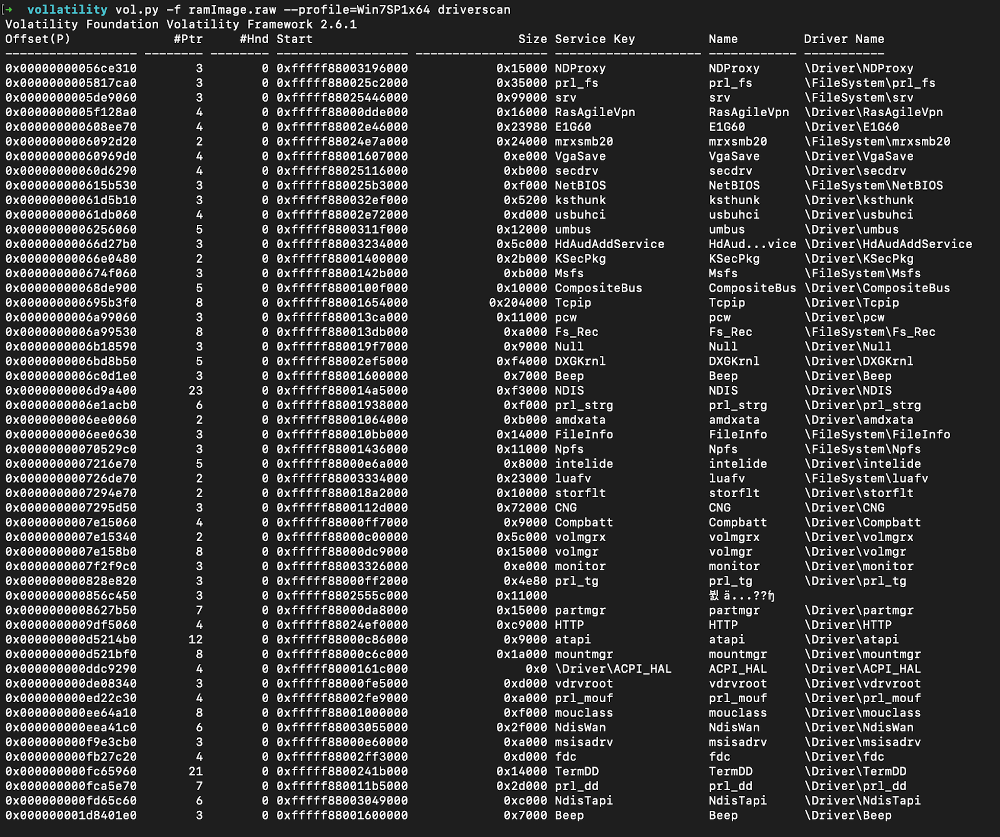 [➜ vollatility vol.py -f ramImage.raw --profile=Win7SP1x64 driverscan
Volatility Foundation Volatility Framework 2.6.1
Offset(P) #Ptr #Hnd Start Size Service Key Name Driver Name
------------------ -------- -------- ------------------ ------------------ -------------------- ------------ -----------
0x00000000056ce310 3 0 0xfffff88003196000 0x15000 NDProxy NDProxy \Driver\NDProxy
0x0000000005817ca0 3 0 0xfffff880025c2000 0x35000 prl_fs prl_fs \FileSystem\prl_fs
0x0000000005de9060 3 0 0xfffff88025446000 0x99000 srv srv \FileSystem\srv
0x0000000005f128a0 4 0 0xfffff88000dde000 0x16000 RasAgileVpn RasAgileVpn \Driver\RasAgileVpn
0x000000000608ee70 4 0 0xfffff88002e46000 0x23980 E1G60 E1G60 \Driver\E1G60
0x0000000006092d20 2 0 0xfffff88024e7a000 0x24000 mrxsmb20 mrxsmb20 \FileSystem\mrxsmb20
0x00000000060969d0 4 0 0xfffff88001607000 0xe000 VgaSave VgaSave \Driver\VgaSave
0x00000000060d6290 4 0 0xfffff88025116000 0xb000 secdrv secdrv \Driver\secdrv
0x000000000615b530 3 0 0xfffff880025b3000 0xf000 NetBIOS NetBIOS \FileSystem\NetBIOS
0x00000000061d5b10 3 0 0xfffff880032ef000 0x5200 ksthunk ksthunk \Driver\ksthunk
0x00000000061db060 4 0 0xfffff88002e72000 0xd000 usbuhci usbuhci \Driver\usbuhci
0x0000000006256060 5 0 0xfffff8800311f000 0x12000 umbus umbus \Driver\umbus
0x00000000066d27b0 3 0 0xfffff88003234000 0x5c000 HdAudAddService HdAud...vice \Driver\HdAudAddService
0x00000000066e0480 2 0 0xfffff88001400000 0x2b000 KSecPkg KSecPkg \Driver\KSecPkg
0x000000000674f060 3 0 0xfffff8800142b000 0xb000 Msfs Msfs \FileSystem\Msfs
0x00000000068de900 5 0 0xfffff8800100f000 0x10000 CompositeBus CompositeBus \Driver\CompositeBus
0x000000000695b3f0 8 0 0xfffff88001654000 0x204000 Tcpip Tcpip \Driver\Tcpip
0x0000000006a99060 3 0 0xfffff880013ca000 0x11000 pcw pcw \Driver\pcw
0x0000000006a99530 8 0 0xfffff880013db000 0xa000 Fs_Rec Fs_Rec \FileSystem\Fs_Rec
0x0000000006b18590 3 0 0xfffff880019f7000 0x9000 Null Null \Driver\Null
0x0000000006bd8b50 5 0 0xfffff88002ef5000 0xf4000 DXGKrnl DXGKrnl \Driver\DXGKrnl
0x0000000006c0d1e0 3 0 0xfffff88001600000 0x7000 Beep Beep \Driver\Beep
0x0000000006d9a400 23 0 0xfffff880014a5000 0xf3000 NDIS NDIS \Driver\NDIS
0x0000000006e1acb0 6 0 0xfffff88001938000 0xf000 prl_strg prl_strg \Driver\prl_strg
0x0000000006ee0060 2 0 0xfffff88001064000 0xb000 amdxata amdxata \Driver\amdxata
0x0000000006ee0630 3 0 0xfffff880010bb000 0x14000 FileInfo FileInfo \FileSystem\FileInfo
0x00000000070529c0 3 0 0xfffff88001436000 0x11000 Npfs Npfs \FileSystem\Npfs
0x0000000007216e70 5 0 0xfffff88000e6a000 0x8000 intelide intelide \Driver\intelide
0x000000000726de70 2 0 0xfffff88003334000 0x23000 luafv luafv \FileSystem\luafv
0x0000000007294e70 2 0 0xfffff880018a2000 0x10000 storflt storflt \Driver\storflt
0x0000000007295d50 3 0 0xfffff8800112d000 0x72000 CNG CNG \Driver\CNG
0x0000000007e15060 4 0 0xfffff88000ff7000 0x9000 Compbatt Compbatt \Driver\Compbatt
0x0000000007e15340 2 0 0xfffff88000c00000 0x5c000 volmgrx volmgrx \Driver\volmgrx
0x0000000007e158b0 8 0 0xfffff88000dc9000 0x15000 volmgr volmgr \Driver\volmgr
0x0000000007f2f9c0 3 0 0xfffff88003326000 0xe000 monitor monitor \Driver\monitor
0x000000000828e820 3 0 0xfffff88000ff2000 0x4e80 prl_tg prl_tg \Driver\prl_tg
0x000000000856c450 3 0 0xfffff8802555c000 0x11000 ä...??
0x0000000008627b50 7 0 0xfffff88000da8000 0x15000 partmgr partmgr \Driver\partmgr
0x0000000009df5060 4 0 0xfffff88024ef0000 0xc9000 HTTP HTTP \Driver\HTTP
0x000000000d5214b0 12 0 0xfffff88000c86000 0x9000 atapi atapi \Driver\atapi
0x000000000d521bf0 8 0 0xfffff88000c6c000 0x1a000 mountmgr mountmgr \Driver\mountmgr
0x000000000ddc9290 4 0 0xfffff8000161c000 0x0 \Driver\ACPI_HAL ACPI_HAL \Driver\ACPI_HAL
0x000000000de08340 3 0 0xfffff88000fe5000 0xd000 vdrvroot vdrvroot \Driver\vdrvroot
0x000000000ed22c30 4 0 0xfffff88002fe9000 0xa000 prl_mouf prl_mouf \Driver\prl_mouf
0x000000000ee64a10 8 0 0xfffff88001000000 0xf000 mouclass mouclass \Driver\mouclass
0x000000000eea41c0 6 0 0xfffff88003055000 0x2f000 NdisWan NdisWan \Driver\NdisWan
0x000000000f9e3cb0 3 0 0xfffff88000e60000 0xa000 msisadrv msisadrv \Driver\msisadrv
0x000000000fb27c20 4 0 0xfffff88002ff3000 0xd000 fdc fdc \Driver\fdc
0x000000000fc65960 21 0 0xfffff8800241b000 0x14000 TermDD TermDD \Driver\TermDD
0x000000000fca5e70 7 0 0xfffff880011b5000 0x2d000 prl_dd prl_dd \Driver\prl_dd
0x000000000fd65c60 6 0 0xfffff88003049000 0xc000 NdisTapi NdisTapi \Driver\NdisTapi
0x000000001d8401e0 3 0 0xfffff88001600000 0x7000 Beep Beep \Driver\Beep